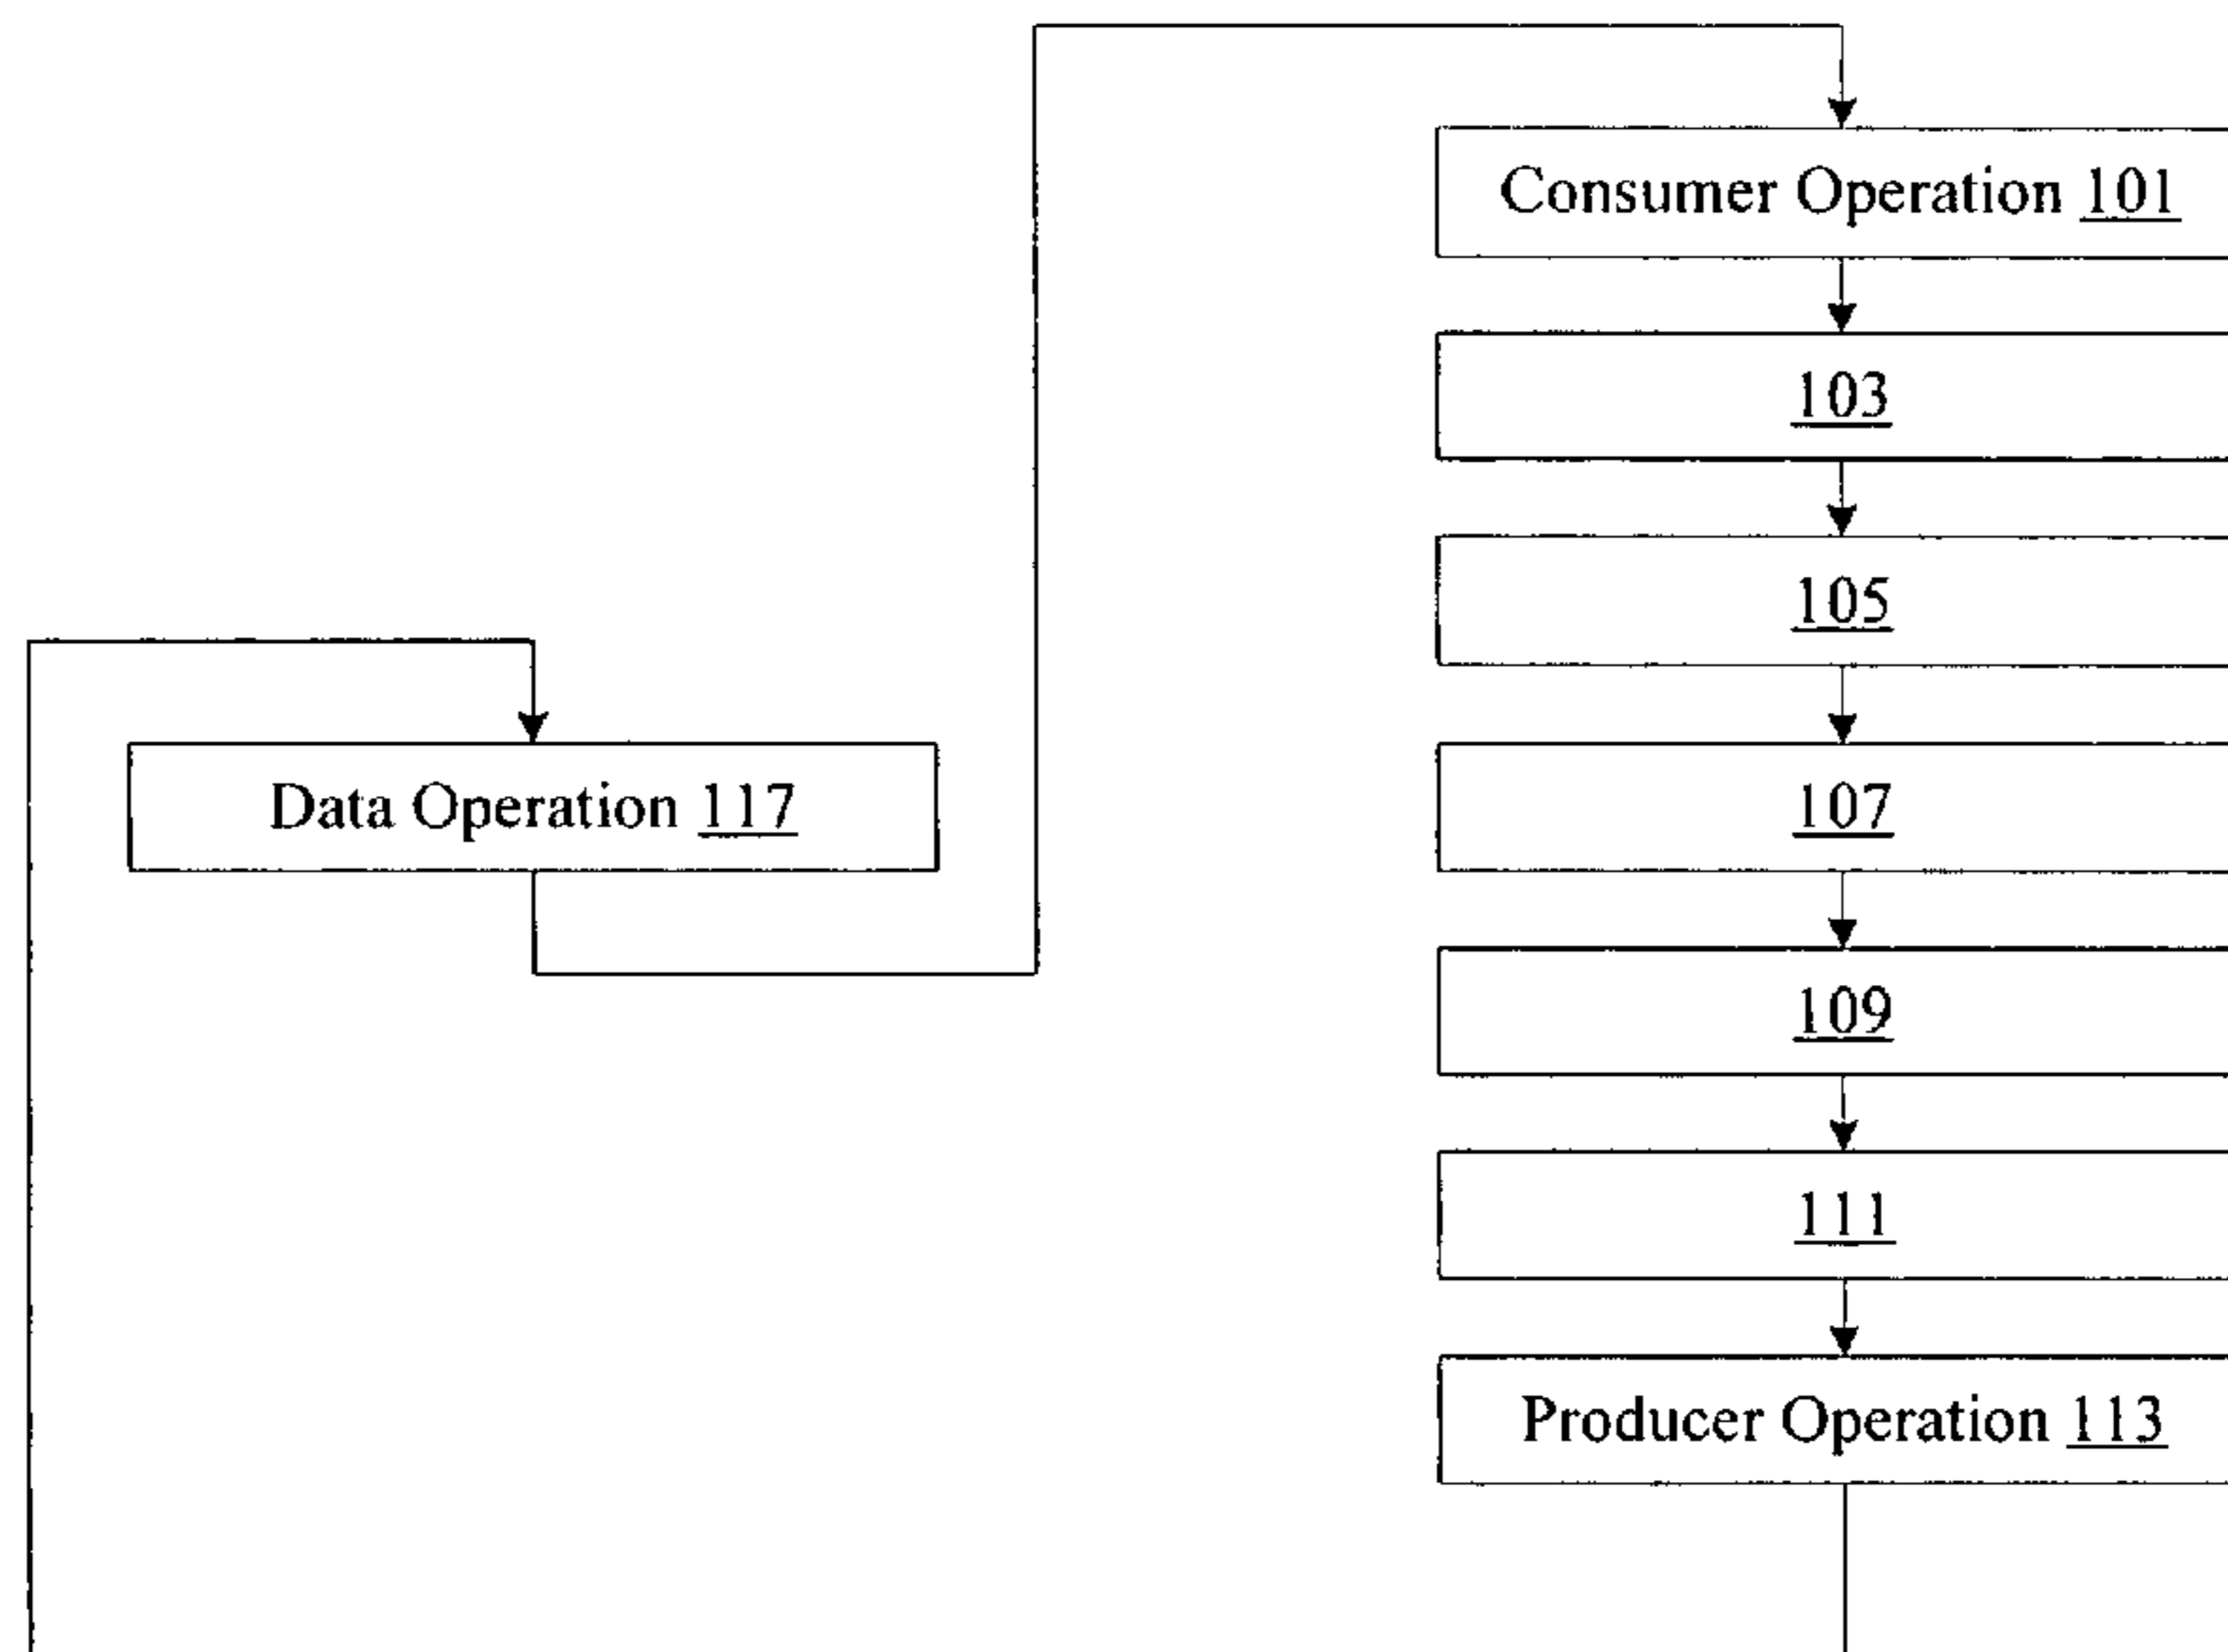 Consumer Operation 101
103
105
107
Data Operation 117
109
111
Producer Operation 113